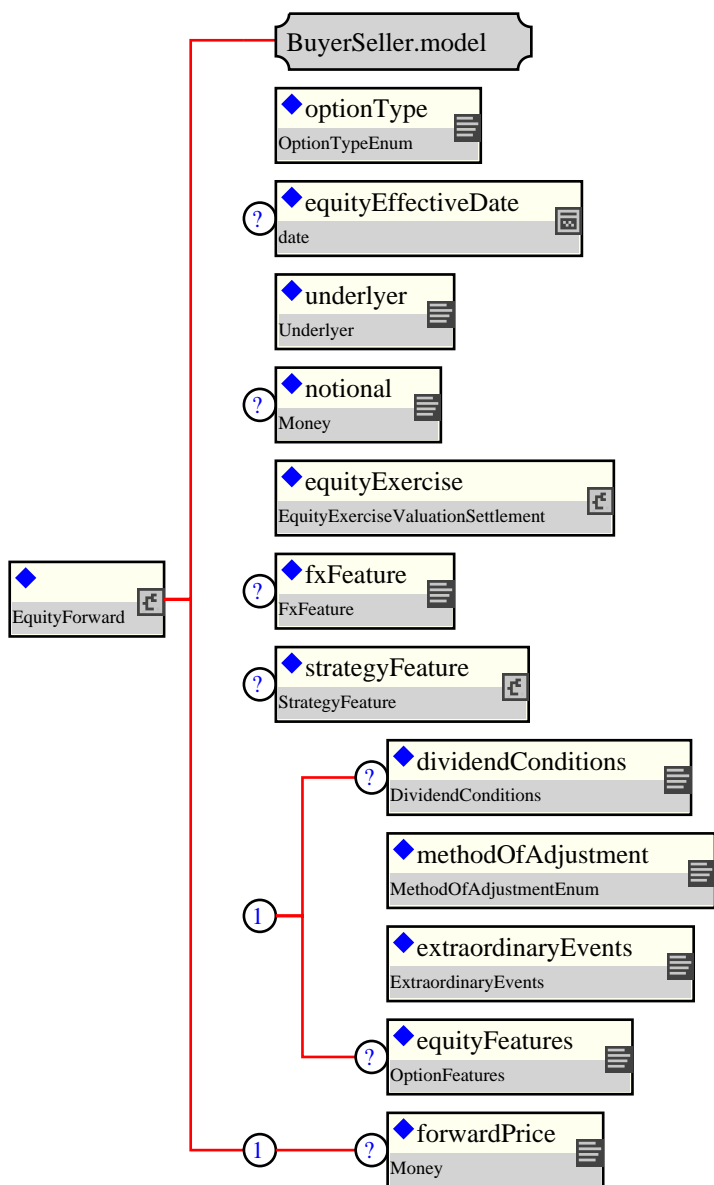 BuyerSeller.model
optionType
OptionTypeEnum
?
equityEffectiveDate
date
underlyer
Underlyer
?
notional
Money
equityExercise
EquityExerciseValuationSettlement
EquityForward
?
fxFeature
FxFeature
?
strategyFeature
StrategyFeature
?
dividendConditions
DividendConditions
methodOfAdjustment
MethodOfAdjustmentEnum
1
extraordinaryEvents
ExtraordinaryEvents
?
equityFeatures
OptionFeatures
1
?
forwardPrice
Money